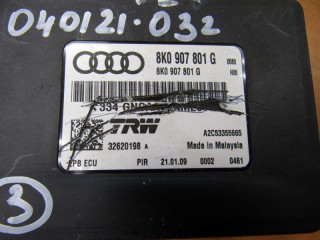 040121-032
8K0 907 801 G 0080
8K0 907 801 G H08
TRW
A2C53355665
32620198 A
Made in Malaysia
EPB ECU PIR 21.01.09 0002 0461
3